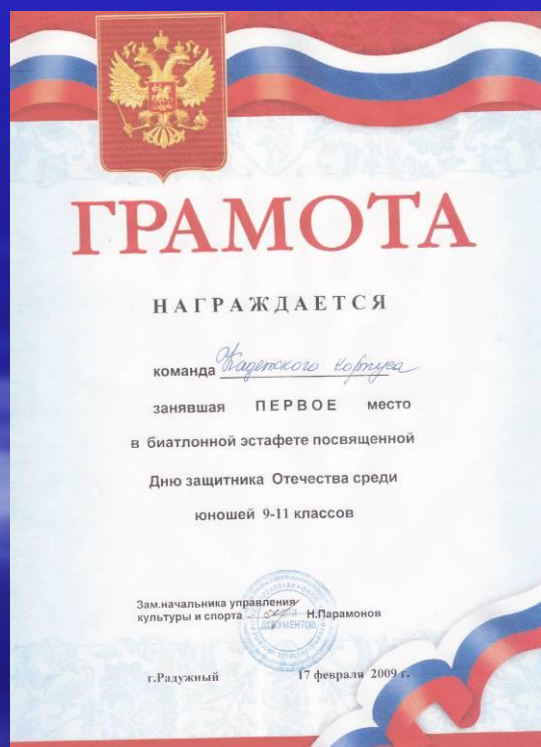 ГРАМОТА
НАГРАЖДАЕТСЯ
команда Кадетского корпуса
занявшая ПЕРВОЕ место
в биатлонной эстафете посвященной
Дню защитника Отечества среди
юношей 9-11 классов
Зам.начальника управления
культуры и спорта Н.Парамонов
ДОКУМЕНТОВ
г.Радужный 17 февраля 2009 г.